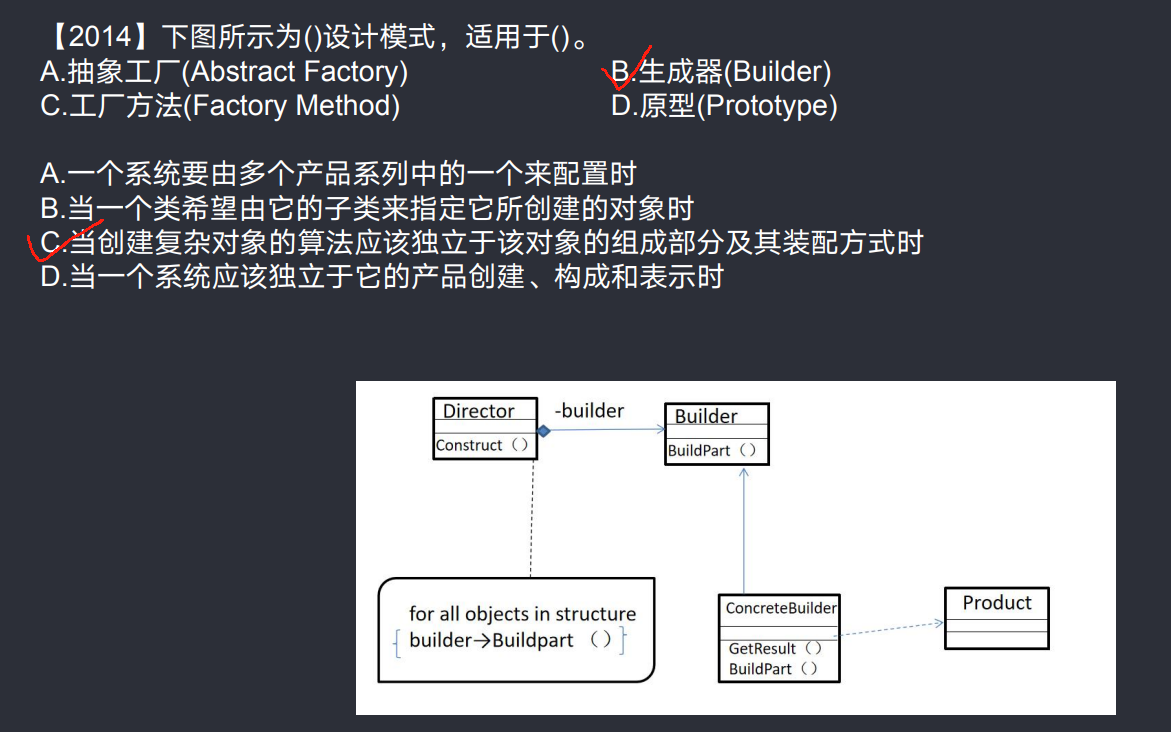 【2014】下图所示为()设计模式，适用于()。
A.抽象工厂(Abstract Factory)
B.生成器(Builder)
C.工厂方法(Factory Method)
D.原型(Prototype)
A.一个系统要由多个产品系列中的一个来配置时
B.当一个类希望由它的子类来指定它所创建的对象时
C.当创建复杂对象的算法应该独立于该对象的组成部分及其装配方式时
D.当一个系统应该独立于它的产品创建、构成和表示时
Director
Construct（）
-builder
Builder
BuildPart（）
for all objects in structure
{ builder→Buildpart （） }
ConcreteBuilder
GetResult（）
BuildPart（）
Product